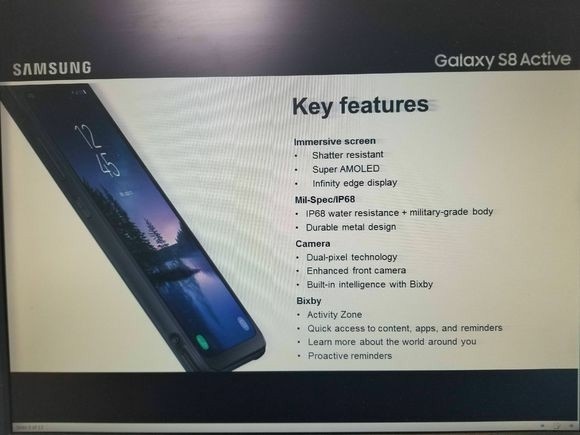 SAMSUNG
Galaxy S8 Active
12
45
Key features
Immersive screen
• Shatter resistant
• Super AMOLED
• Infinity edge display
Mil-Spec/IP68
• IP68 water resistance + military-grade body
• Durable metal design
Camera
• Dual-pixel technology
• Enhanced front camera
• Built-in intelligence with Bixby
Bixby
• Activity Zone
• Quick access to content, apps, and reminders
• Learn more about the world around you
• Proactive reminders